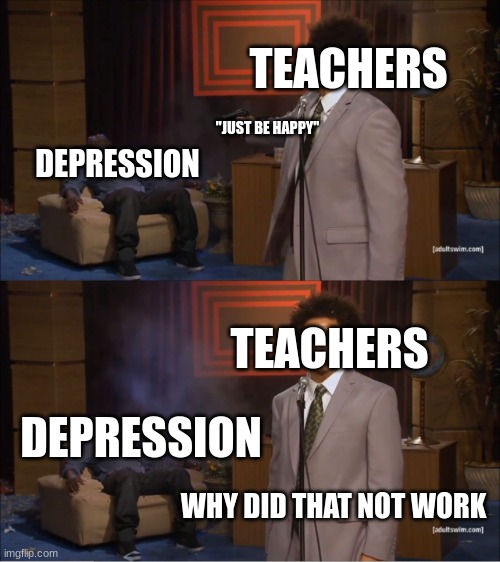 TEACHERS
"JUST BE HAPPY"
DEPRESSION
[adultswim.com]
TEACHERS
DEPRESSION
WHY DID THAT NOT WORK
[adultswim.com]
imgflip.com